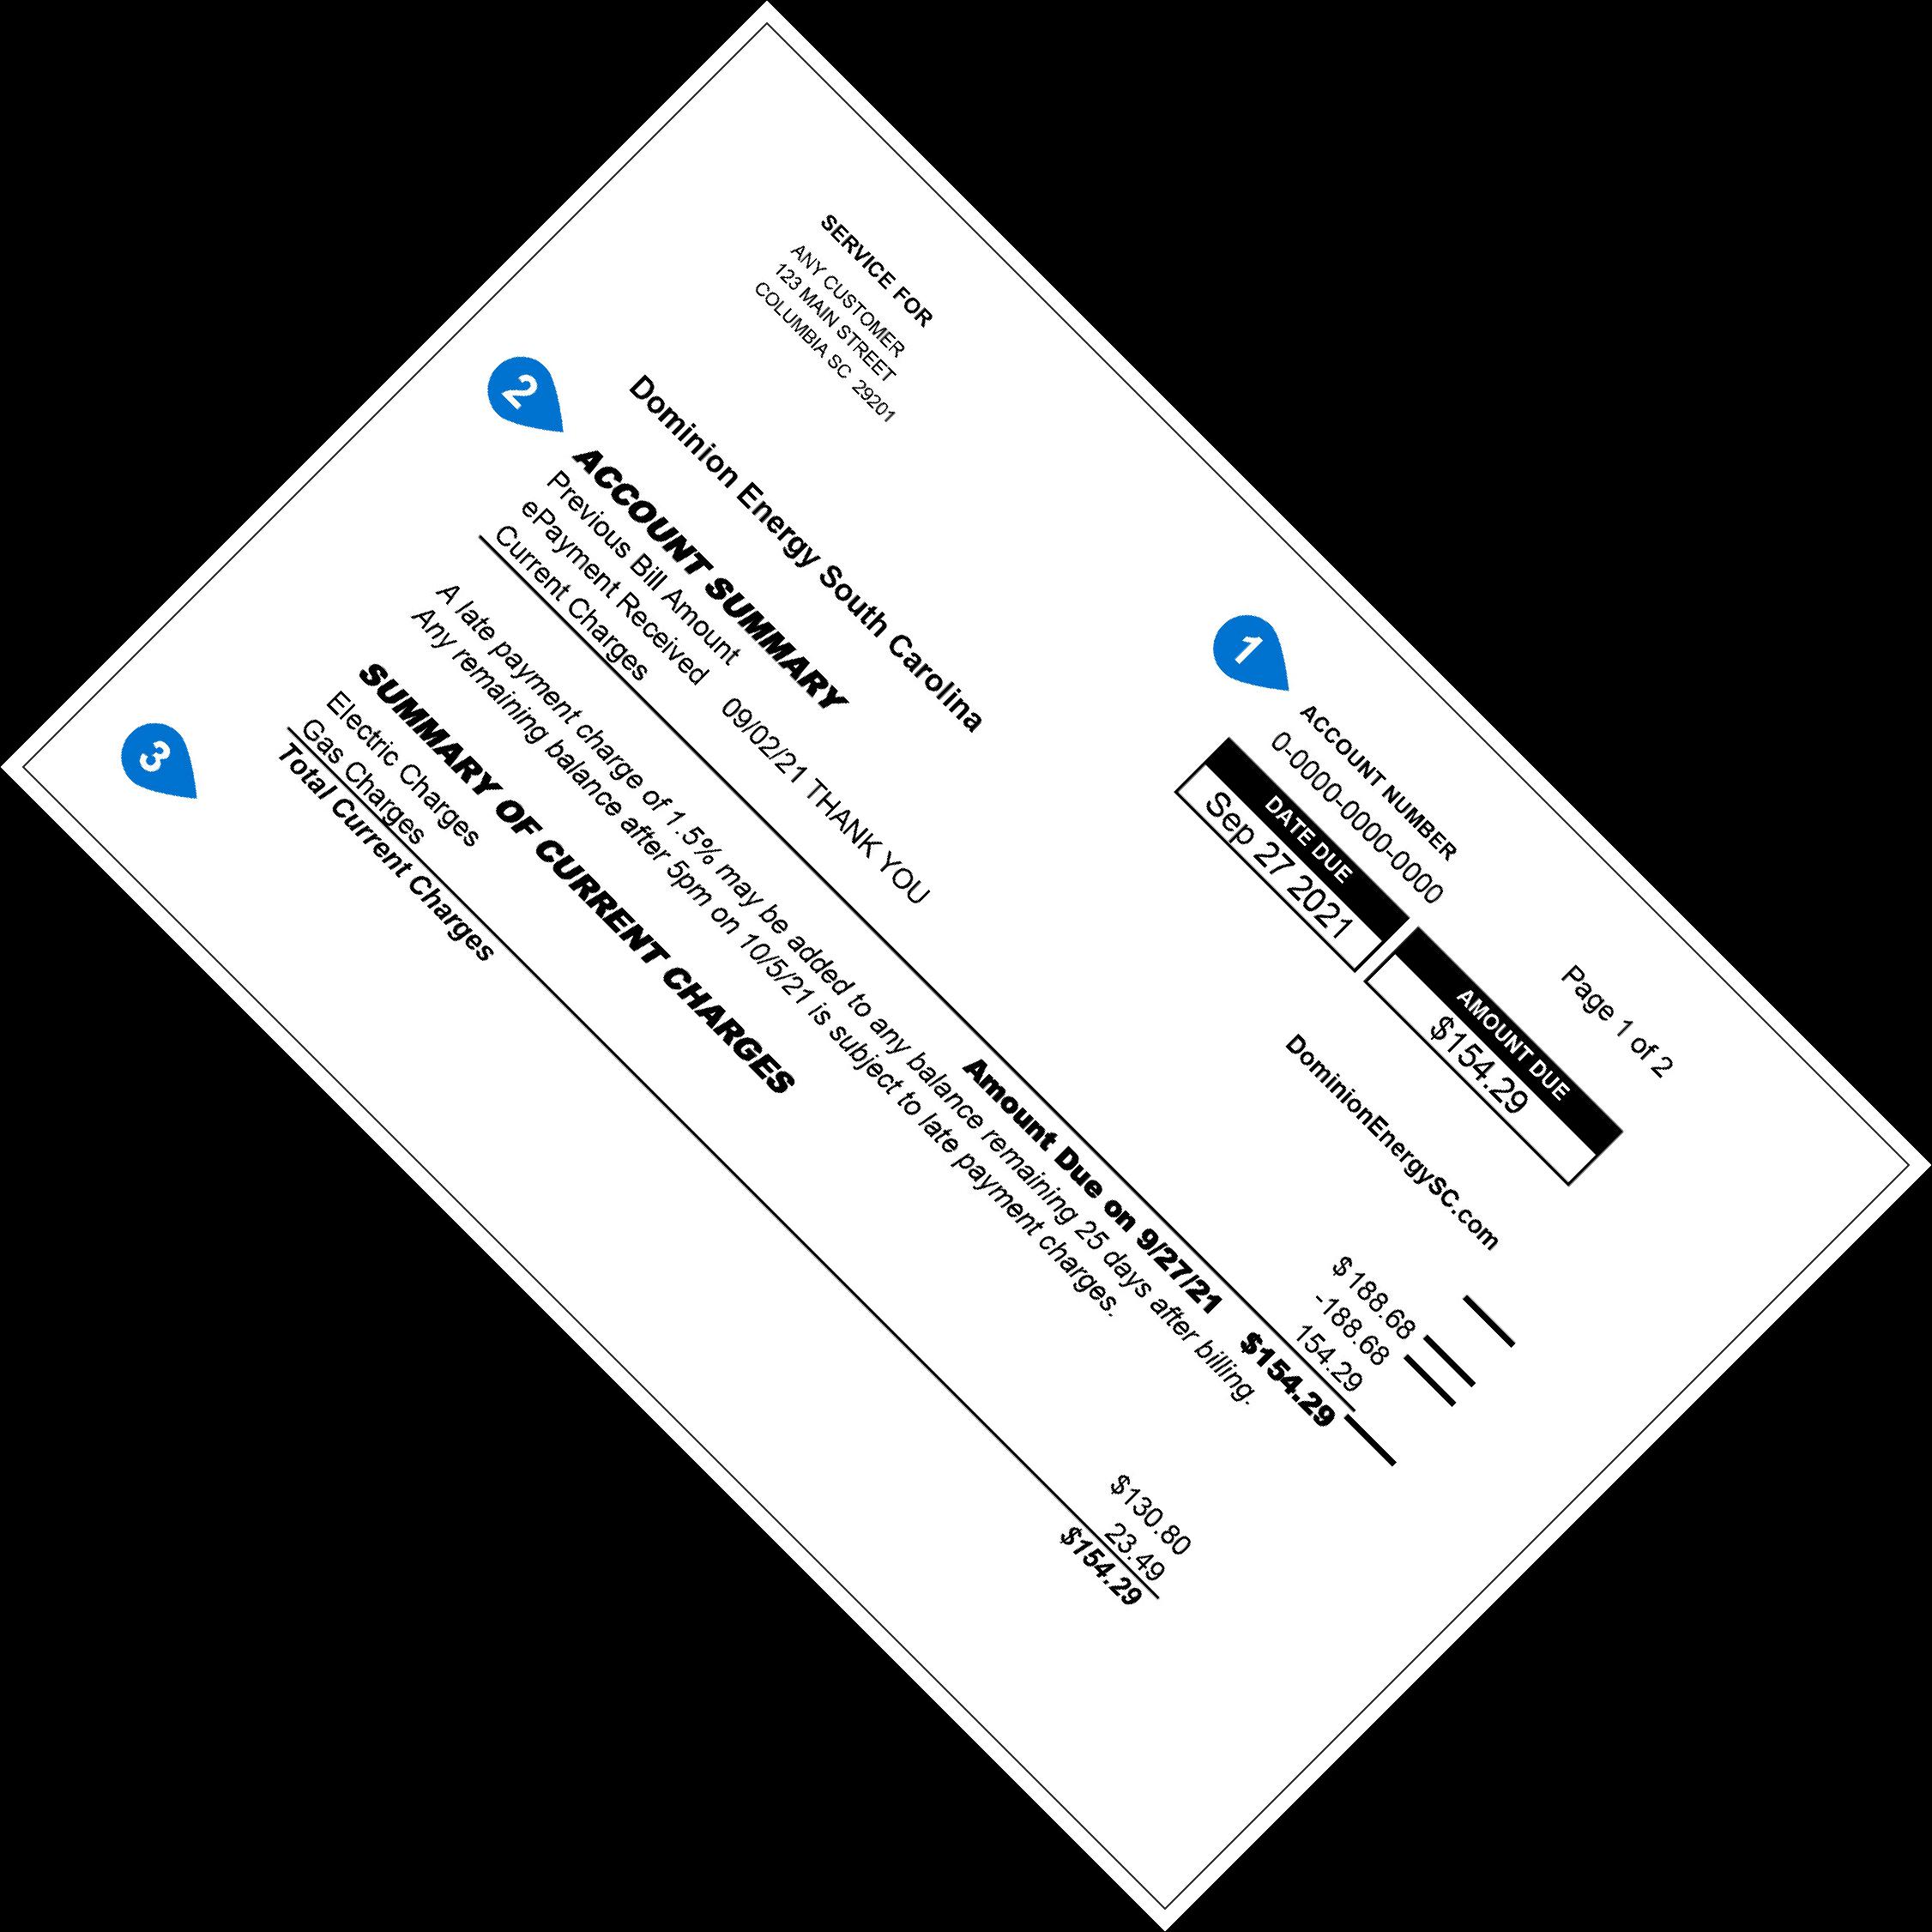 Page 1 of 2
1
ACCOUNT NUMBER
0-0000-0000-0000
SERVICE FOR
ANY CUSTOMER
123 MAIN STREET
COLUMBIA SC 29201
DATE DUE AMOUNT DUE
Sep 27 2021 $154.29
Dominion Energy South Carolina DominionEnergySC.com
2
ACCOUNT SUMMARY
Previous Bill Amount $ 188.68
ePayment Received 09/02/21 THANK YOU -188.68
Current Charges 154.29
Amount Due on 9/27/21 $154.29
A late payment charge of 1.5% may be added to any balance remaining 25 days after billing.
Any remaining balance after 5pm on 10/5/21 is subject to late payment charges.
SUMMARY OF CURRENT CHARGES
Electric Charges $130.80
Gas Charges 23.49
Total Current Charges $154.29
3